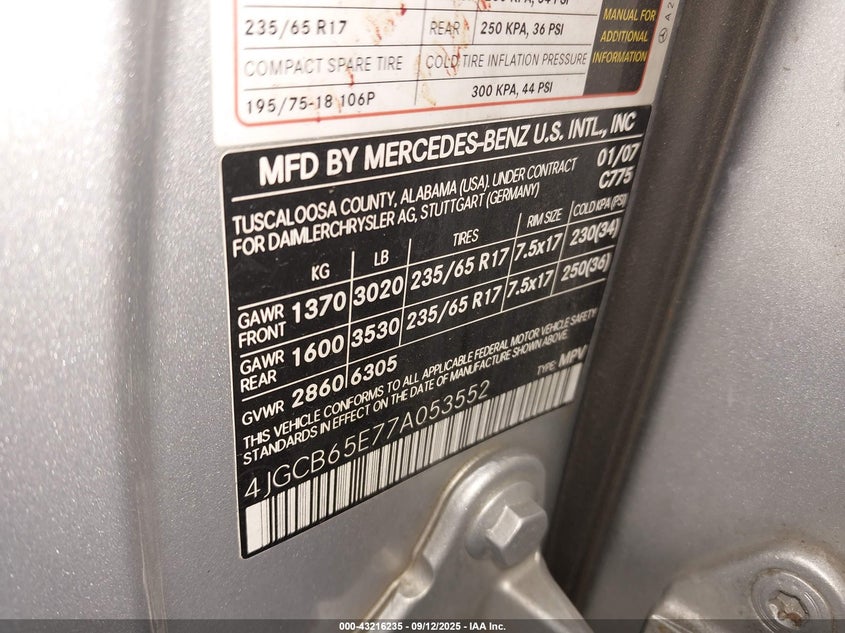 235/65 R17 REAR 250 KPA, 36 PSI
COMPACT SPARE TIRE COLD TIRE INFLATION PRESSURE
195/75-18 106P 300 KPA, 44 PSI
MANUAL FOR
ADDITIONAL
INFORMATION
MFD BY MERCEDES-BENZ U.S. INTL., INC
TUSCALOOSA COUNTY, ALABAMA (USA). UNDER CONTRACT 01/07
FOR DAIMLERCHRYSLER AG, STUTTGART (GERMANY) C775
KG LB TIRES RIM SIZE COLD KPA (PSI)
GAWR FRONT 1370 3020 235/65 R17 7.5x17 230(34)
GAWR REAR 1600 3530 235/65 R17 7.5x17 250(36)
GVWR 2860 6305
THIS VEHICLE CONFORMS TO ALL APPLICABLE FEDERAL MOTOR VEHICLE SAFETY
STANDARDS IN EFFECT ON THE DATE OF MANUFACTURE SHOWN ABOVE.
TYPE: MPV
4JGCB65E77A053552
000-43216235 - 09/12/2025 - IAA Inc.